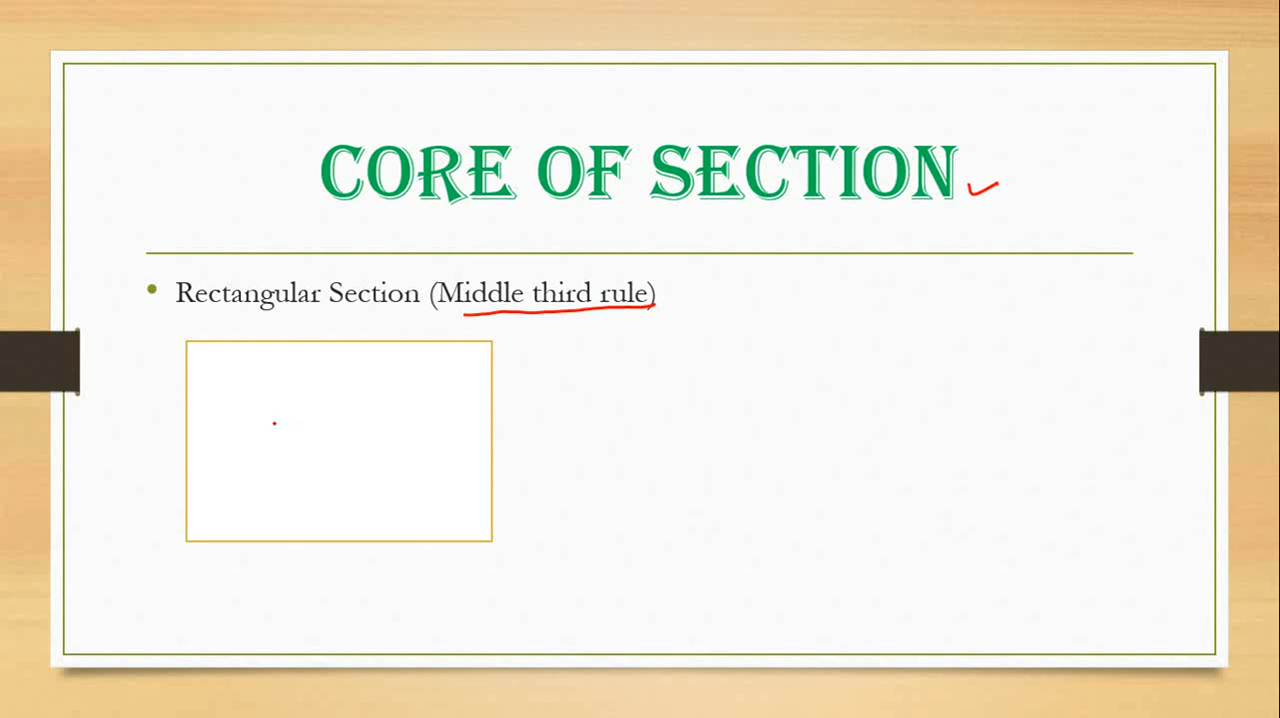 CORE OF SECTION
• Rectangular Section (Middle third rule)